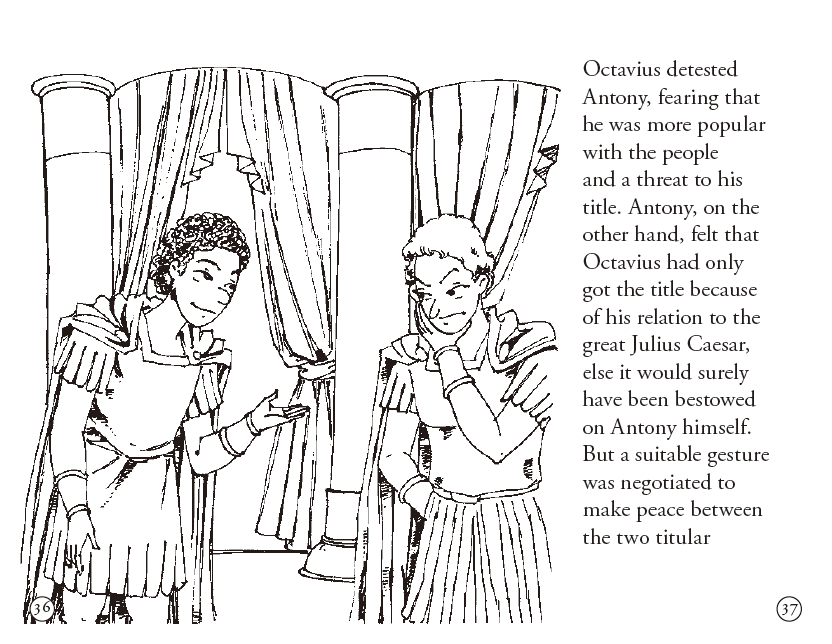 Octavius detested
Antony, fearing that
he was more popular
with the people
and a threat to his
title. Antony, on the
other hand, felt that
Octavius had only
got the title because
of his relation to the
great Julius Caesar,
else it would surely
have been bestowed
on Antony himself.
But a suitable gesture
was negotiated to
make peace between
the two titular
36
37